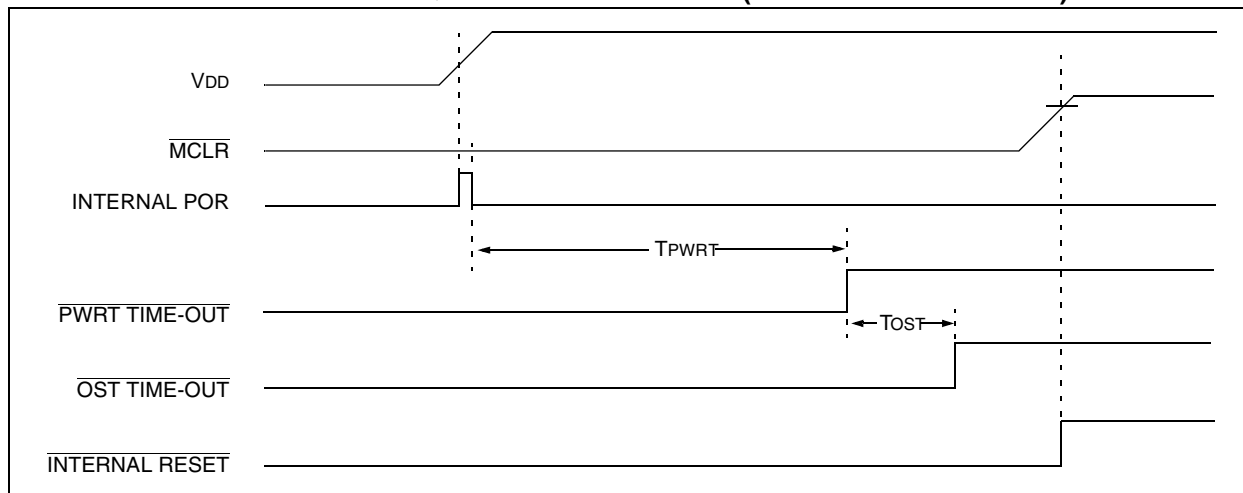 VDD
MCLR
INTERNAL POR
TPWRT
PWRT TIME-OUT
TOST
OST TIME-OUT
INTERNAL RESET